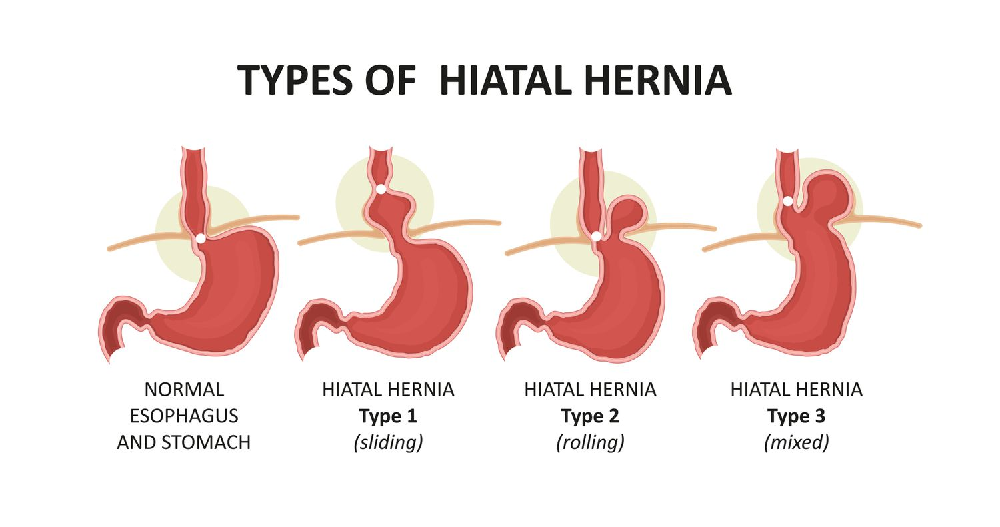 TYPES OF HIATAL HERNIA
NORMAL
ESOPHAGUS
AND STOMACH
HIATAL HERNIA
Type 1
(sliding)
HIATAL HERNIA
Type 2
(rolling)
HIATAL HERNIA
Type 3
(mixed)